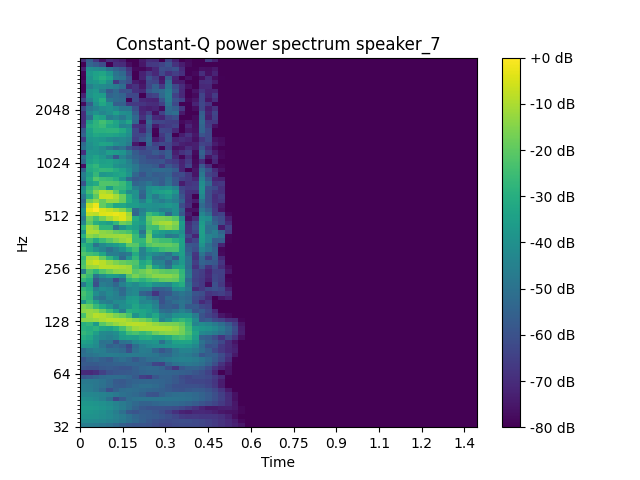 Constant-Q power spectrum speaker_7
Hz
2048
1024
512
256
128
64
32
0 0.15 0.3 0.45 0.6 0.75 0.9 1.1 1.2 1.4
Time
+0 dB
-10 dB
-20 dB
-30 dB
-40 dB
-50 dB
-60 dB
-70 dB
-80 dB